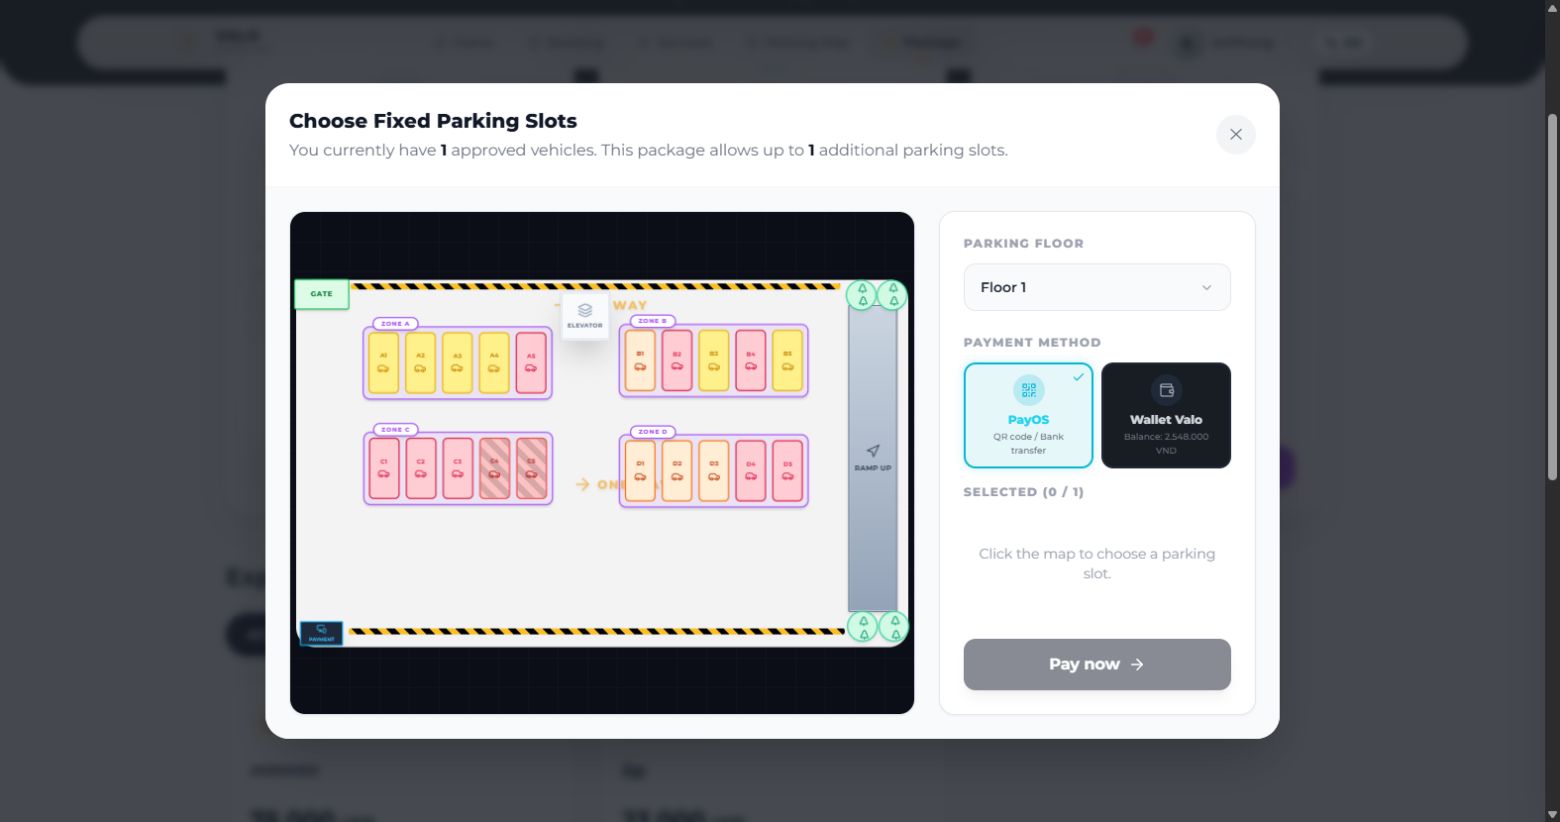 Choose Fixed Parking Slots
You currently have 1 approved vehicles. This package allows up to 1 additional parking slots.
GATE
WAY
ELEVATOR
ZONE A
A1 A2 A3 A4 A5
ZONE B
B1 B2 B3 B4 B5
ZONE C
C1 C2 C3 C4 C5
ZONE D
D1 D2 D3 D4 D5
RAMP UP
PAYMENT
PARKING FLOOR
Floor 1
PAYMENT METHOD
PayOS
QR code / Bank
transfer
Wallet Valo
Balance: 2.548.000
VND
SELECTED (0 / 1)
Click the map to choose a parking
slot.
Pay now